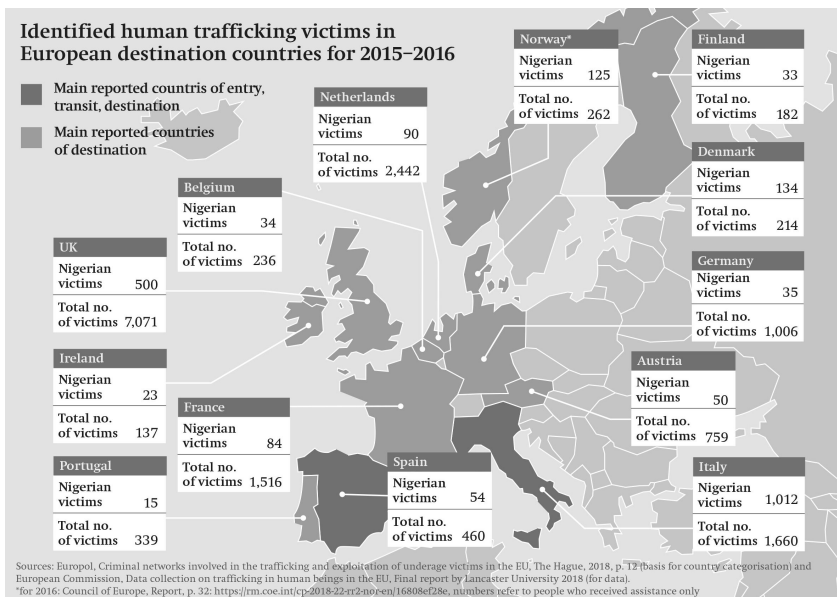 Identified human trafficking victims in
European destination countries for 2015–2016
Main reported countris of entry,
transit, destination
Main reported countries
of destination
Norway*
Nigerian
victims 125
Total no.
of victims 262
Finland
Nigerian
victims 33
Total no.
of victims 182
Netherlands
Nigerian
victims 90
Total no.
of victims 2,442
Denmark
Nigerian
victims 134
Total no.
of victims 214
Belgium
Nigerian
victims 34
Total no.
of victims 236
UK
Nigerian
victims 500
Total no.
of victims 7,071
Germany
Nigerian
victims 35
Total no.
of victims 1,006
Ireland
Nigerian
victims 23
Total no.
of victims 137
Austria
Nigerian
victims 50
Total no.
of victims 759
France
Nigerian
victims 84
Total no.
of victims 1,516
Portugal
Nigerian
victims 15
Total no.
of victims 339
Spain
Nigerian
victims 54
Total no.
of victims 460
Italy
Nigerian
victims 1,012
Total no.
of victims 1,660
Sources: Europol, Criminal networks involved in the trafficking and exploitation of underage victims in the EU, The Hague, 2018, p. 12 (basis for country categorisation) and
European Commission, Data collection on trafficking in human beings in the EU, Final report by Lancaster University 2018 (for data).
*for 2016: Council of Europe, Report, p. 32: https://rm.coe.int/cp-2018-22-rr2-nor-en/16808ef28e, numbers refer to people who received assistance only